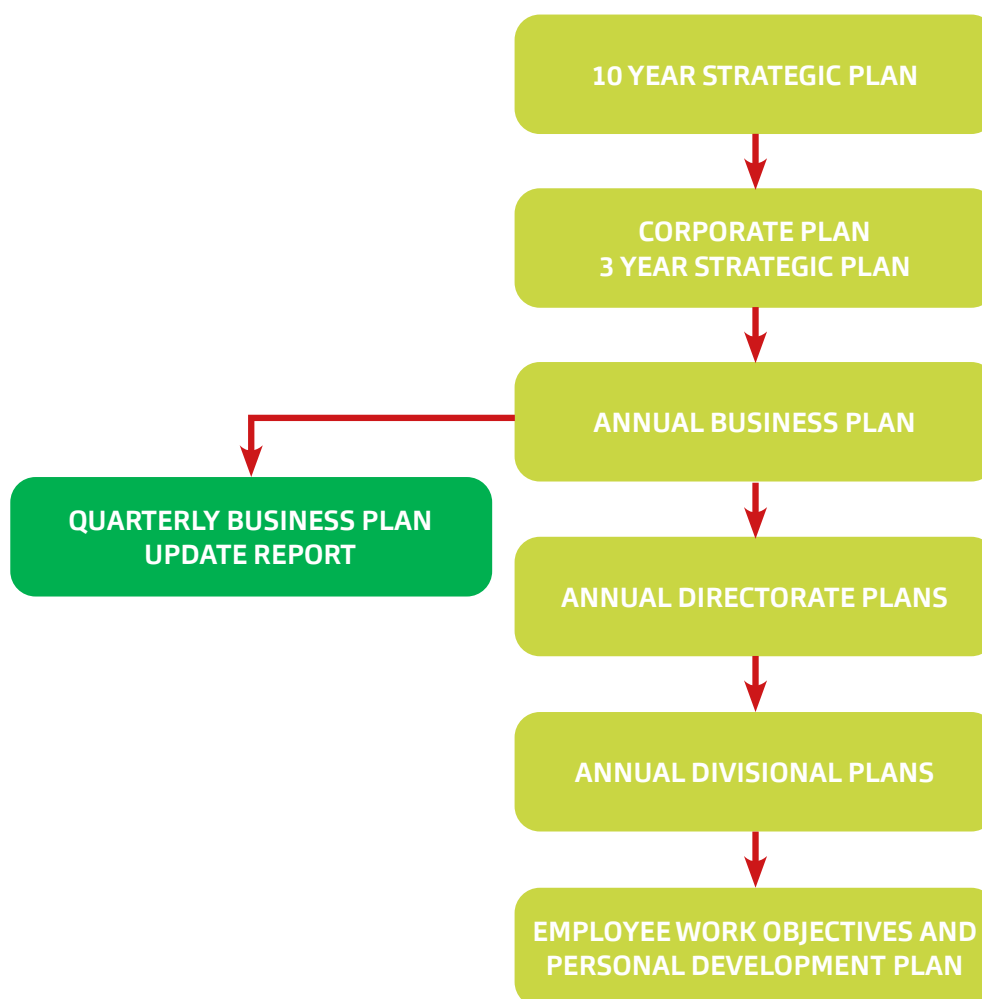 10 YEAR STRATEGIC PLAN
CORPORATE PLAN
3 YEAR STRATEGIC PLAN
ANNUAL BUSINESS PLAN
QUARTERLY BUSINESS PLAN
UPDATE REPORT
ANNUAL DIRECTORATE PLANS
ANNUAL DIVISIONAL PLANS
EMPLOYEE WORK OBJECTIVES AND
PERSONAL DEVELOPMENT PLAN